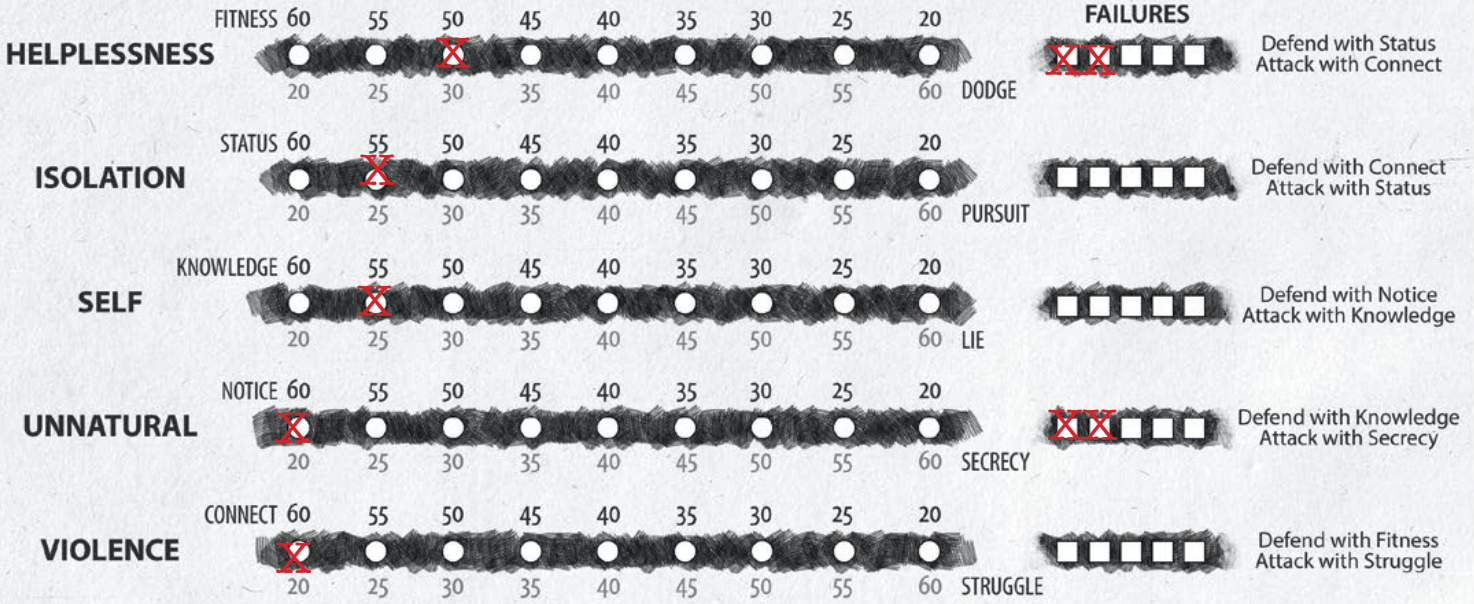 FITNESS 60 55 50 45 40 35 30 25 20
FAILURES
HELPLESSNESS
Defend with Status
Attack with Connect
20 25 30 35 40 45 50 55 60 DODGE
STATUS 60 55 50 45 40 35 30 25 20
ISOLATION
Defend with Connect
Attack with Status
20 25 30 35 40 45 50 55 60 PURSUIT
KNOWLEDGE 60 55 50 45 40 35 30 25 20
SELF
Defend with Notice
Attack with Knowledge
20 25 30 35 40 45 50 55 60 LIE
NOTICE 60 55 50 45 40 35 30 25 20
UNNATURAL
Defend with Knowledge
Attack with Secrecy
20 25 30 35 40 45 50 55 60 SECRECY
CONNECT 60 55 50 45 40 35 30 25 20
VIOLENCE
Defend with Fitness
Attack with Struggle
20 25 30 35 40 45 50 55 60 STRUGGLE